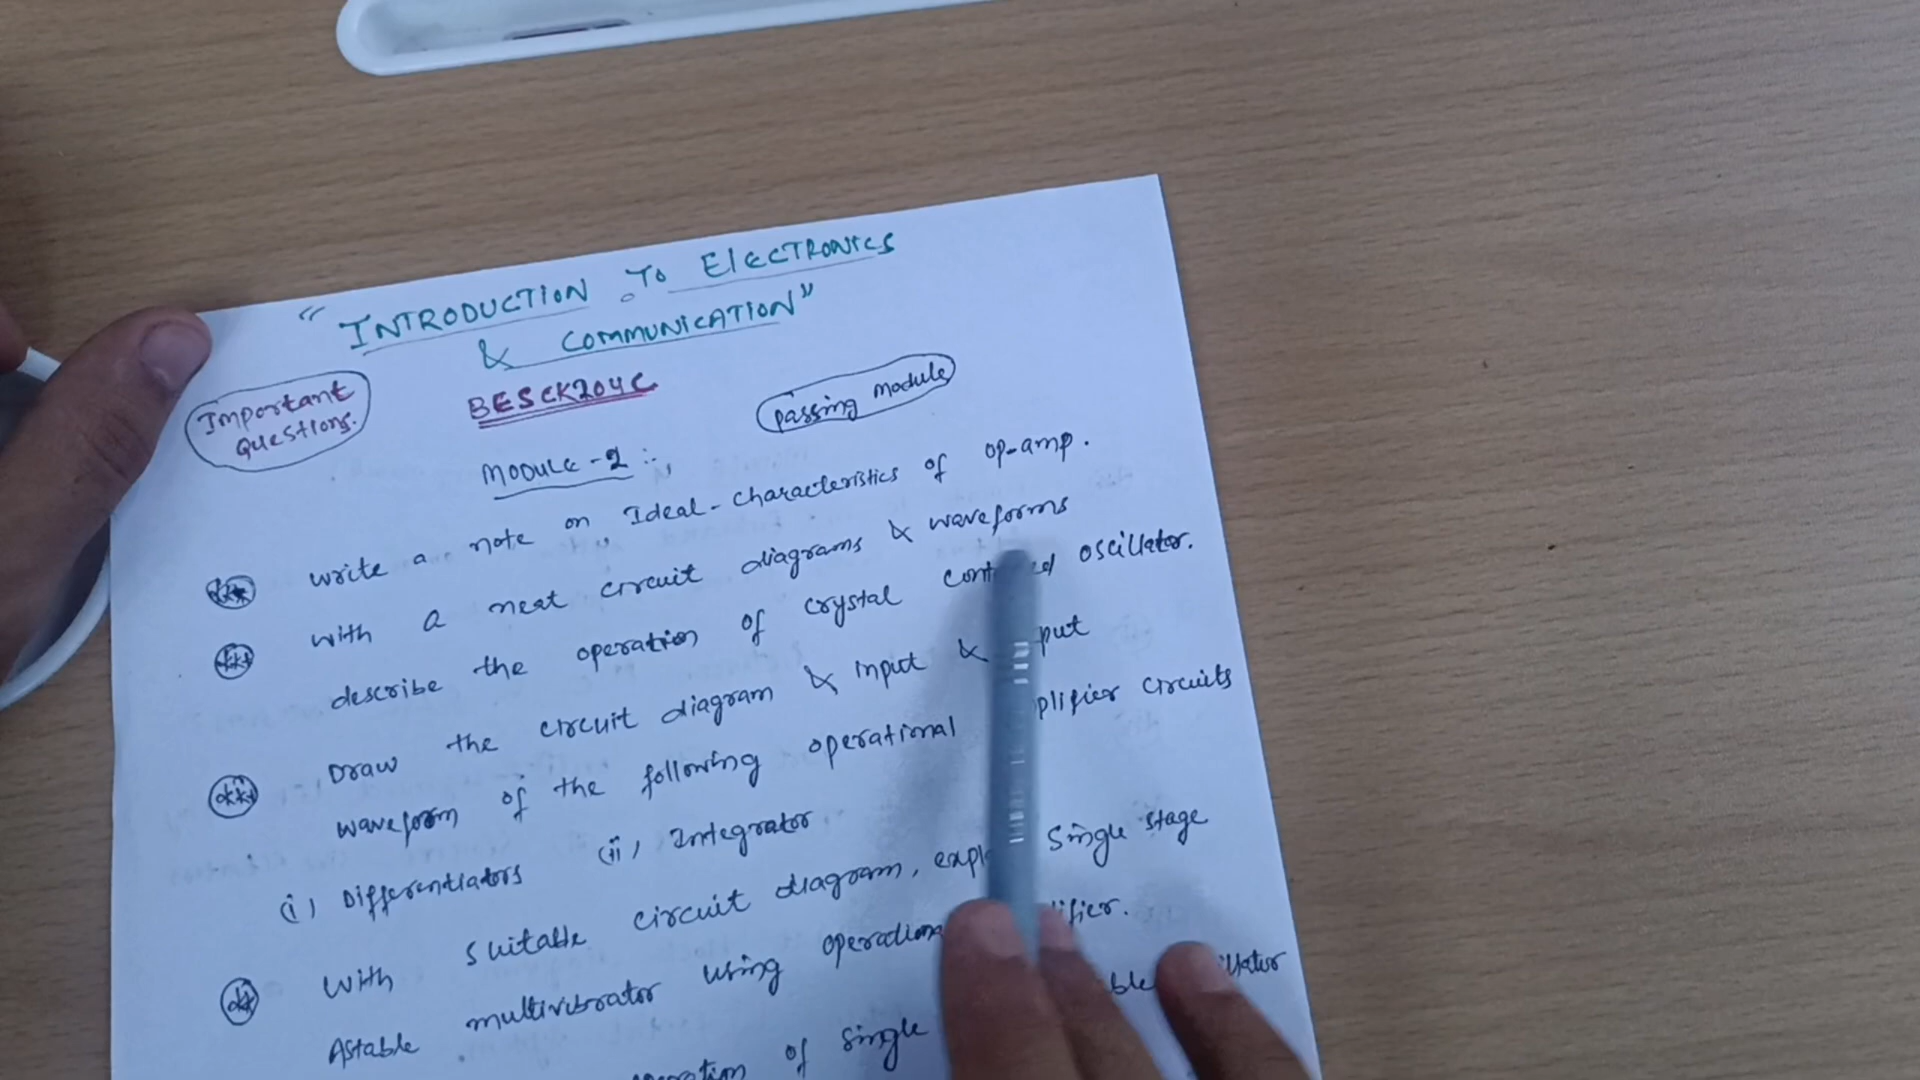 "INTRODUCTION To ElECTRONICS
& COMMUNICATION"
Important Questions.
BESCK204C
passing module
MODULE-2:-
*** write a note on Ideal-characteristics of op-amp.
*** with a neat circuit diagrams & waveforms
describe the operation of crystal oscillator.
*** Draw the circuit diagram & input &
waveform of the following operational circuits
(i) Differentiators (ii) Integrator
** With suitable circuit diagram, single stage
Astable multivibrator using
of single